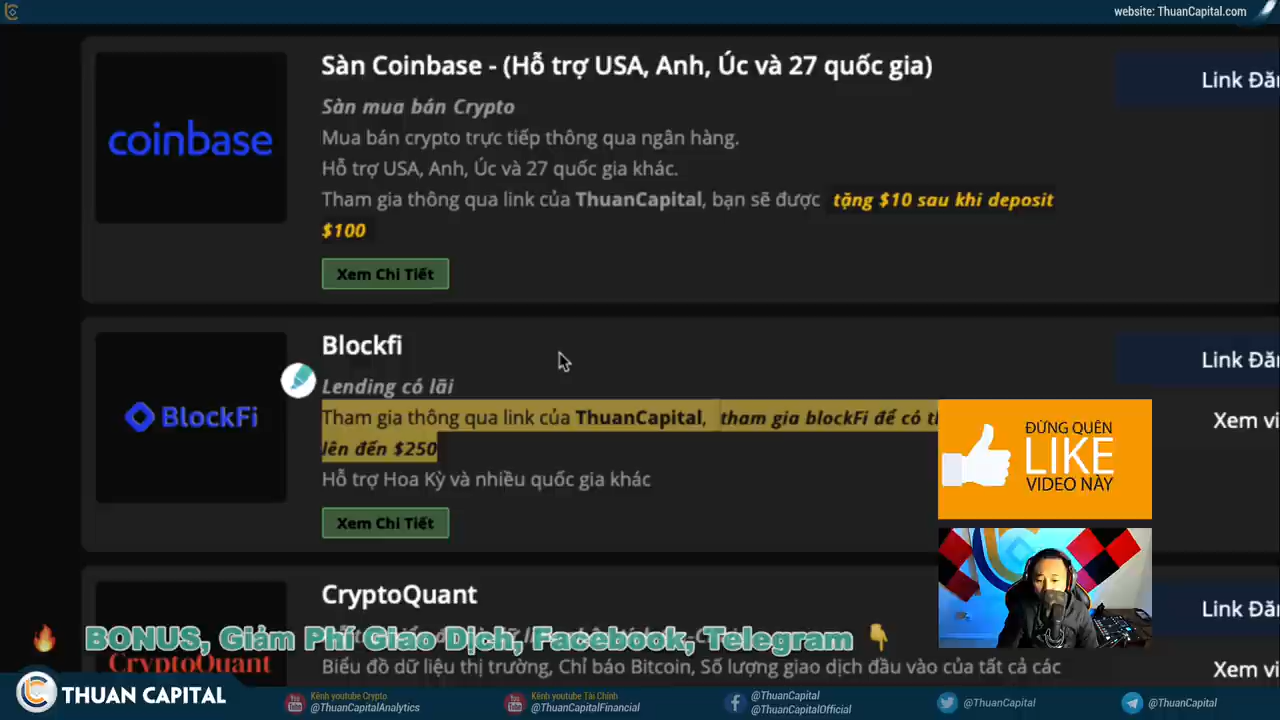 website: ThuanCapital.com
coinbase
Sàn Coinbase - (Hỗ trợ USA, Anh, Úc và 27 quốc gia)
Link Đă
Sàn mua bán Crypto
Mua bán crypto trực tiếp thông qua ngân hàng.
Hỗ trợ USA, Anh, Úc và 27 quốc gia khác.
Tham gia thông qua link của ThuanCapital, bạn sẽ được tặng $10 sau khi deposit
$100
Xem Chi Tiết
BlockFi
Blockfi
Link Đă
Lending có lãi
Tham gia thông qua link của ThuanCapital, tham gia blockFi để có
lên đến $250
Xem vi
Hỗ trợ Hoa Kỳ và nhiều quốc gia khác
Xem Chi Tiết
ĐỪNG QUÊN
LIKE
VIDEO NÀY
CryptoQuant
CryptoQuant
Link Đă
BONUS, Giảm Phí Giao Dịch, Facebook, Telegram
Biểu đồ dữ liệu thị trường, Chỉ báo Bitcoin, Số lượng giao dịch đầu vào của tất cả các
Xem vi
THUAN CAPITAL
Kênh youtube Crypto
@ThuanCapitalAnalytics
Kênh youtube Tài Chính
@ThuanCapitalFinancial
@ThuanCapital
@ThuanCapitalOfficial
@ThuanCapital
@ThuanCapital